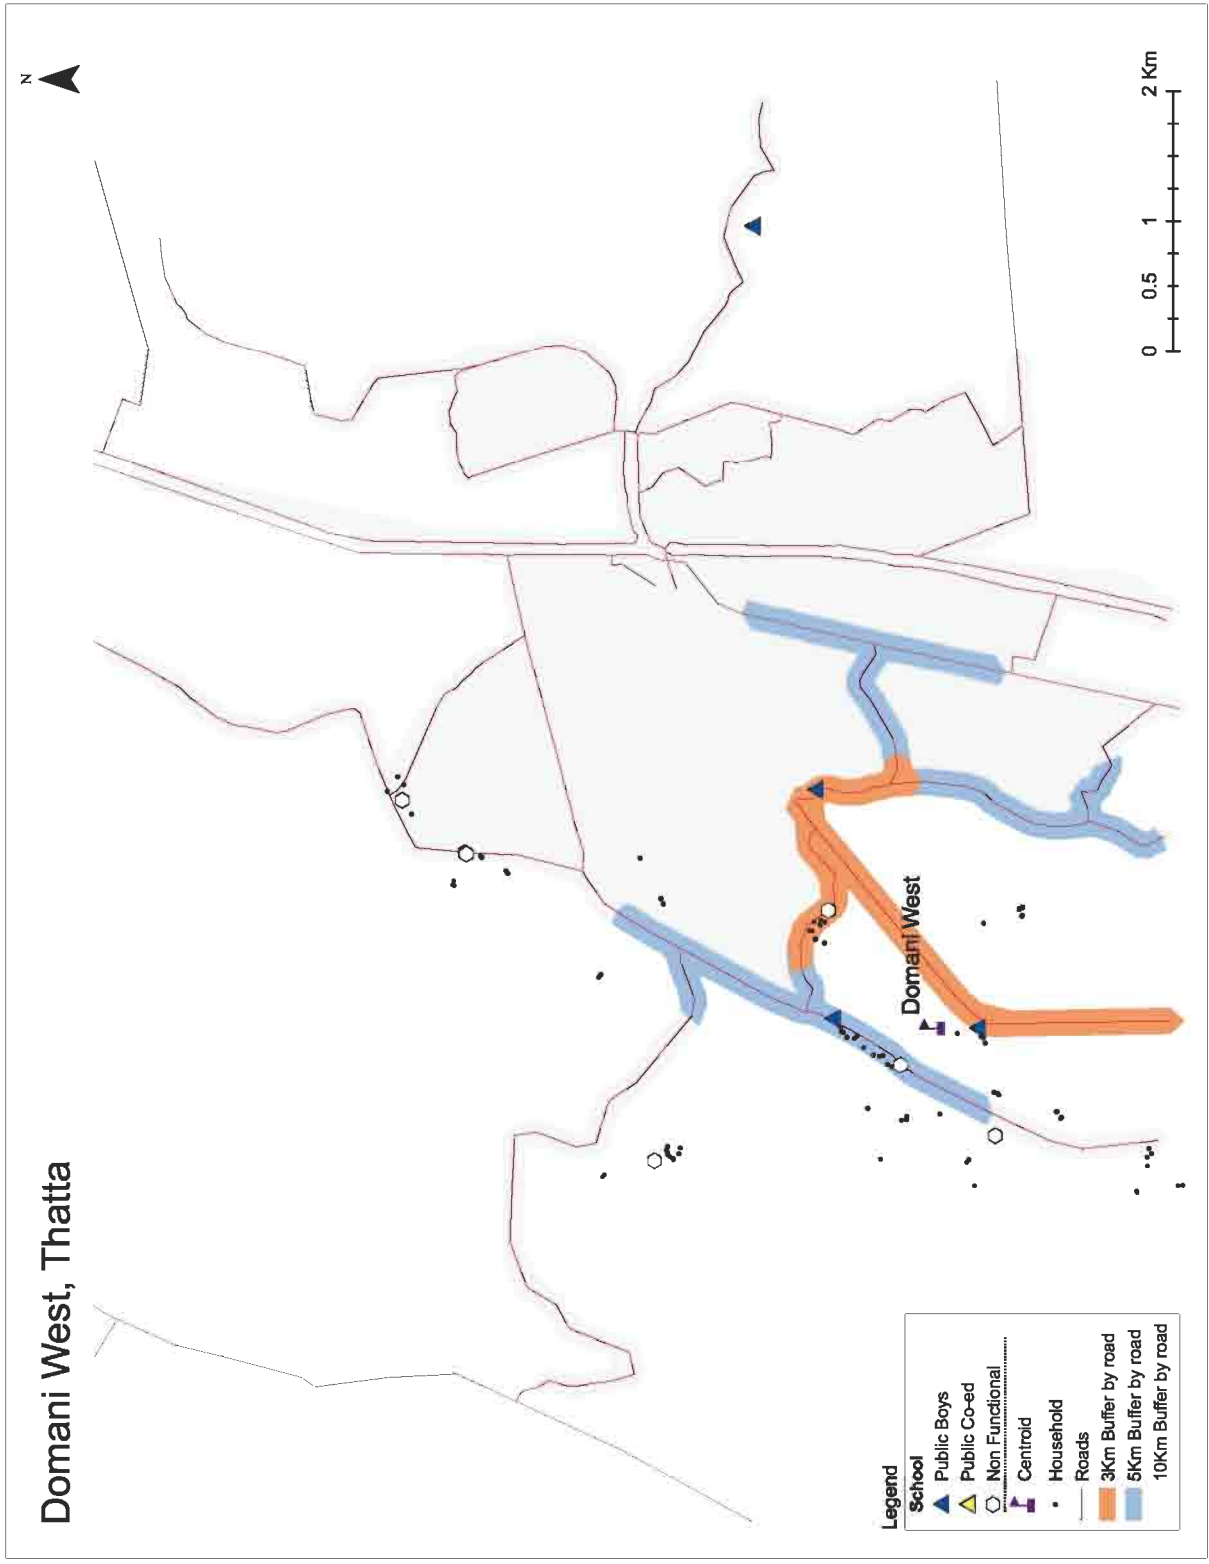 Domani West, Thatta
N
Domani West
Legend
School
Public Boys
Public Co-ed
Non Functional
Centroid
Household
Roads
3Km Buffer by road
5Km Buffer by road
10Km Buffer by road
0 0.5 1 2 Km